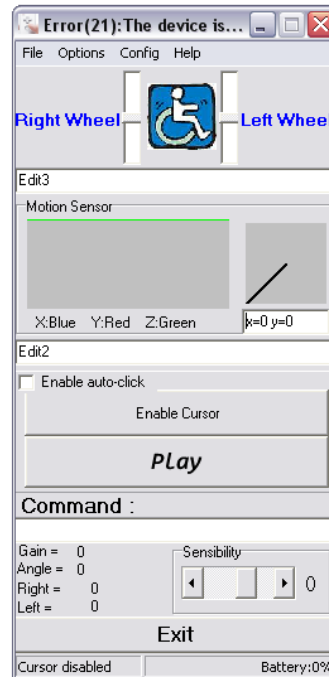 Error(21):The device is...
File Options Config Help
Right Wheel Left Wheel
Edit3
Motion Sensor
X:Blue Y:Red Z:Green
x=0 y=0
Edit2
Enable auto-click
Enable Cursor
Play
Command :
Gain = 0
Angle = 0
Right = 0
Left = 0
Sensibility
0
Exit
Cursor disabled Battery:0%